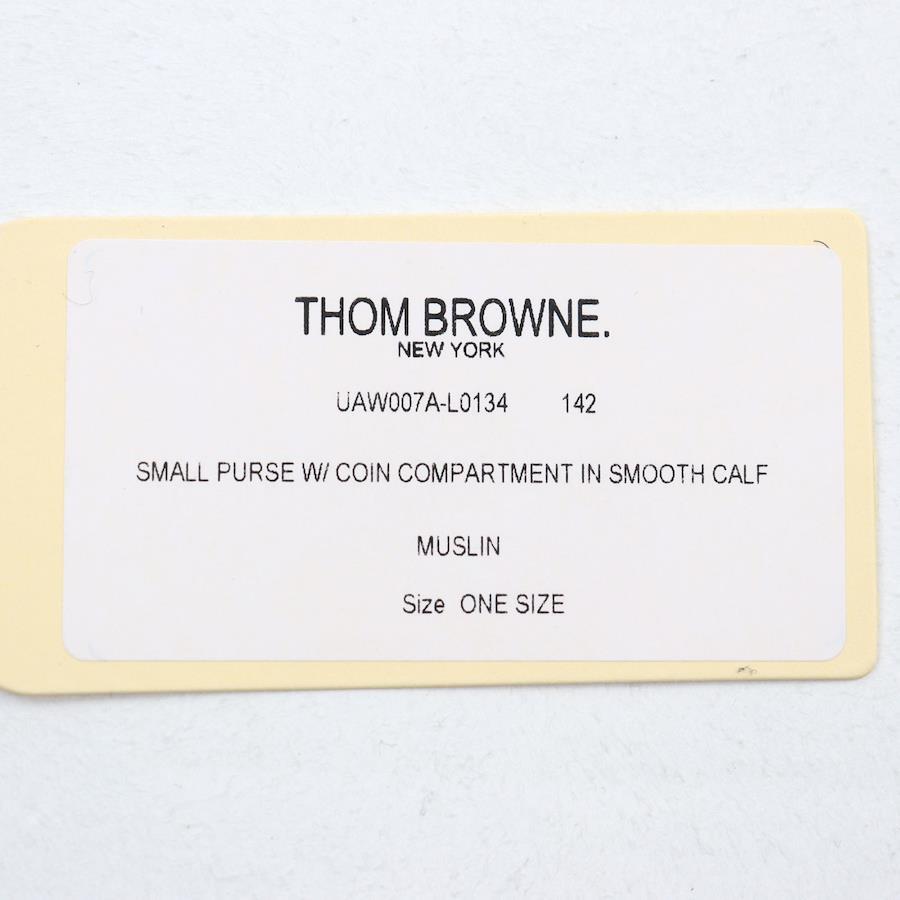 THOM BROWNE.
NEW YORK
UAW007A-L0134 142
SMALL PURSE W/ COIN COMPARTMENT IN SMOOTH CALF
MUSLIN
Size ONE SIZE